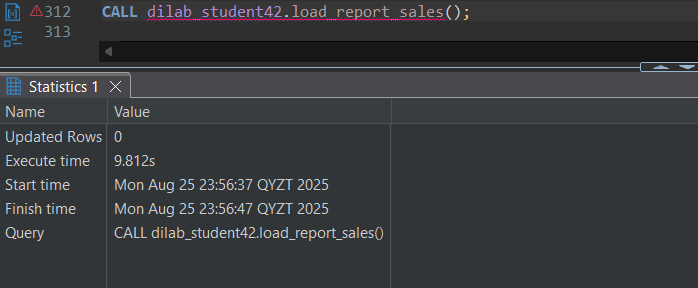 312 CALL dilab_student42.load_report_sales();
313
Statistics 1
Name Value
Updated Rows 0
Execute time 9.812s
Start time Mon Aug 25 23:56:37 QYZT 2025
Finish time Mon Aug 25 23:56:47 QYZT 2025
Query CALL dilab_student42.load_report_sales()